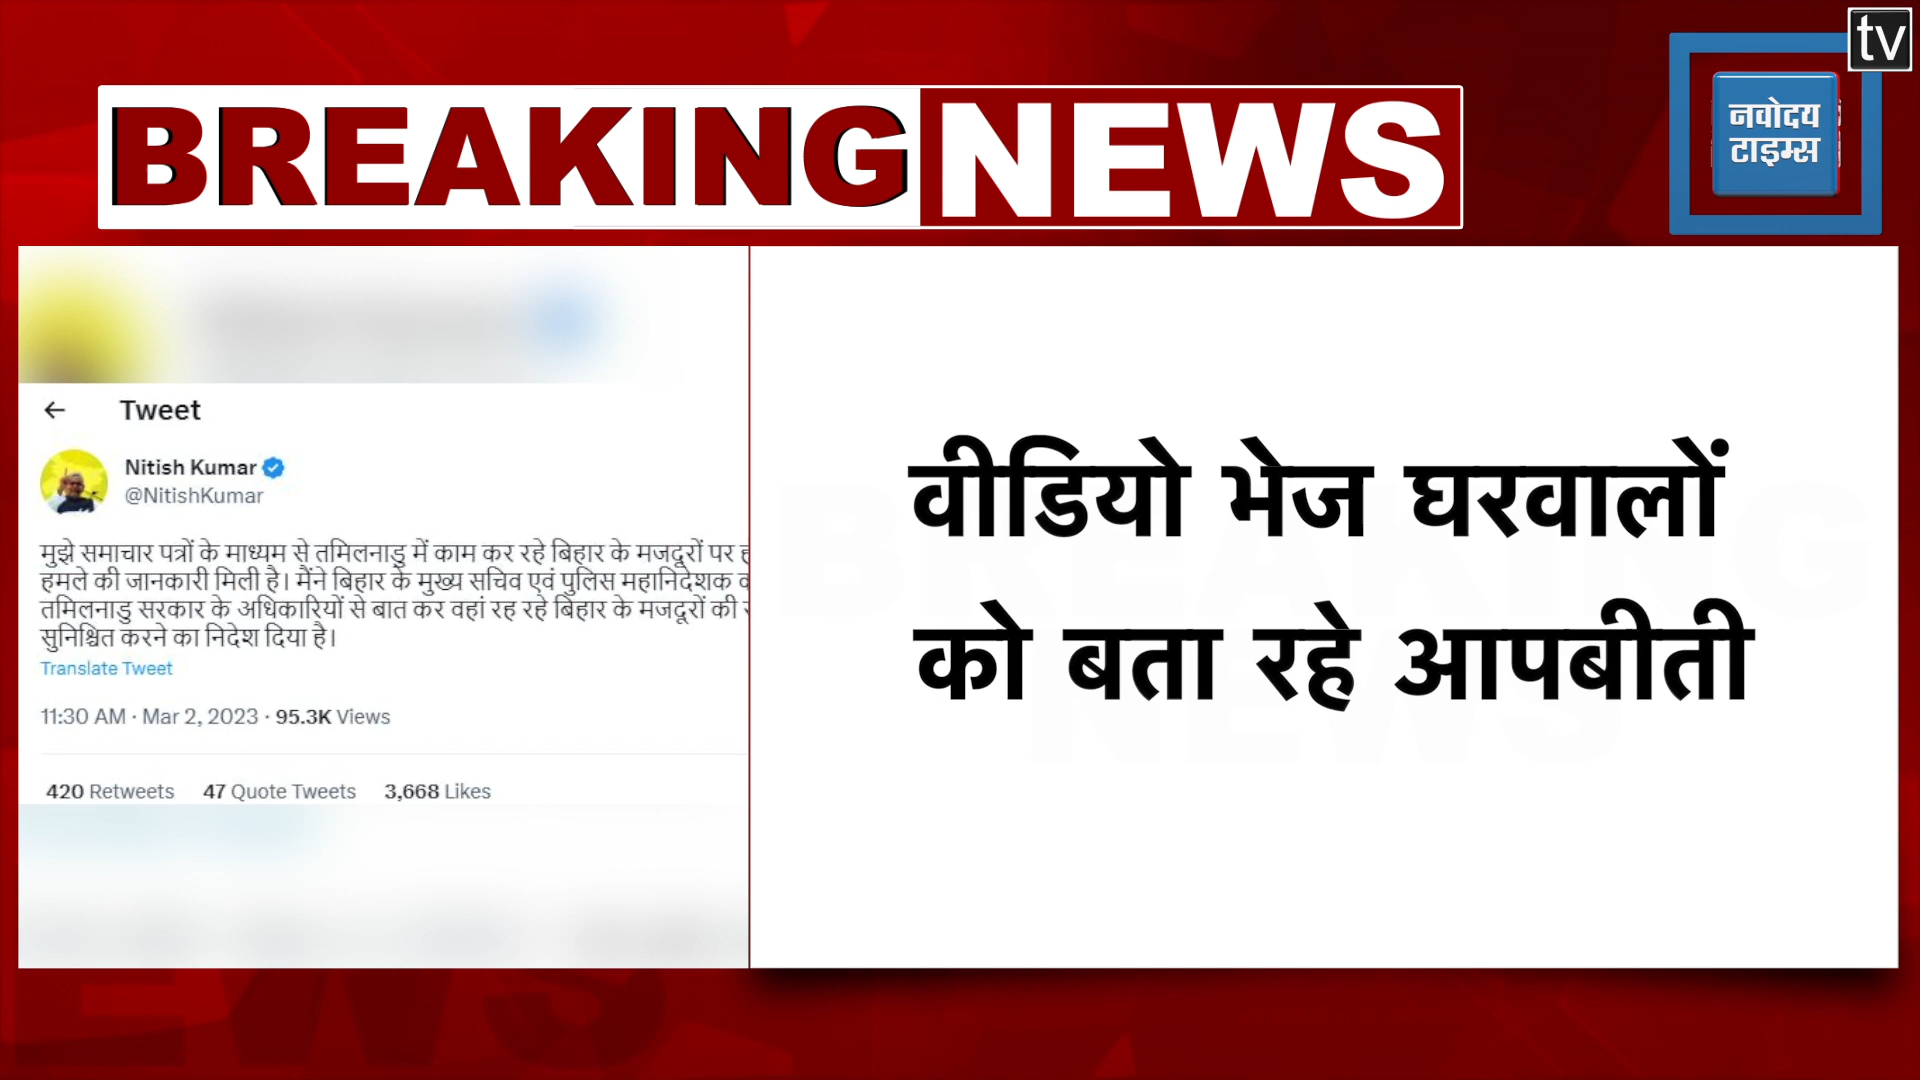 tv
BREAKING NEWS
नवोदय
टाइम्स
← Tweet
Nitish Kumar
@NitishKumar
मुझे समाचार पत्रों के माध्यम से तमिलनाडु में काम कर रहे बिहार के मजदूरों पर
हमले की जानकारी मिली है। मैंने बिहार के मुख्य सचिव एवं पुलिस महानिदेशक
तमिलनाडु सरकार के अधिकारियों से बात कर वहां रह रहे बिहार के मजदूरों की
सुनिश्चित करने का निदेश दिया है।
Translate Tweet
11:30 AM · Mar 2, 2023 · 95.3K Views
420 Retweets 47 Quote Tweets 3,668 Likes
वीडियो भेज घरवालों
को बता रहे आपबीती